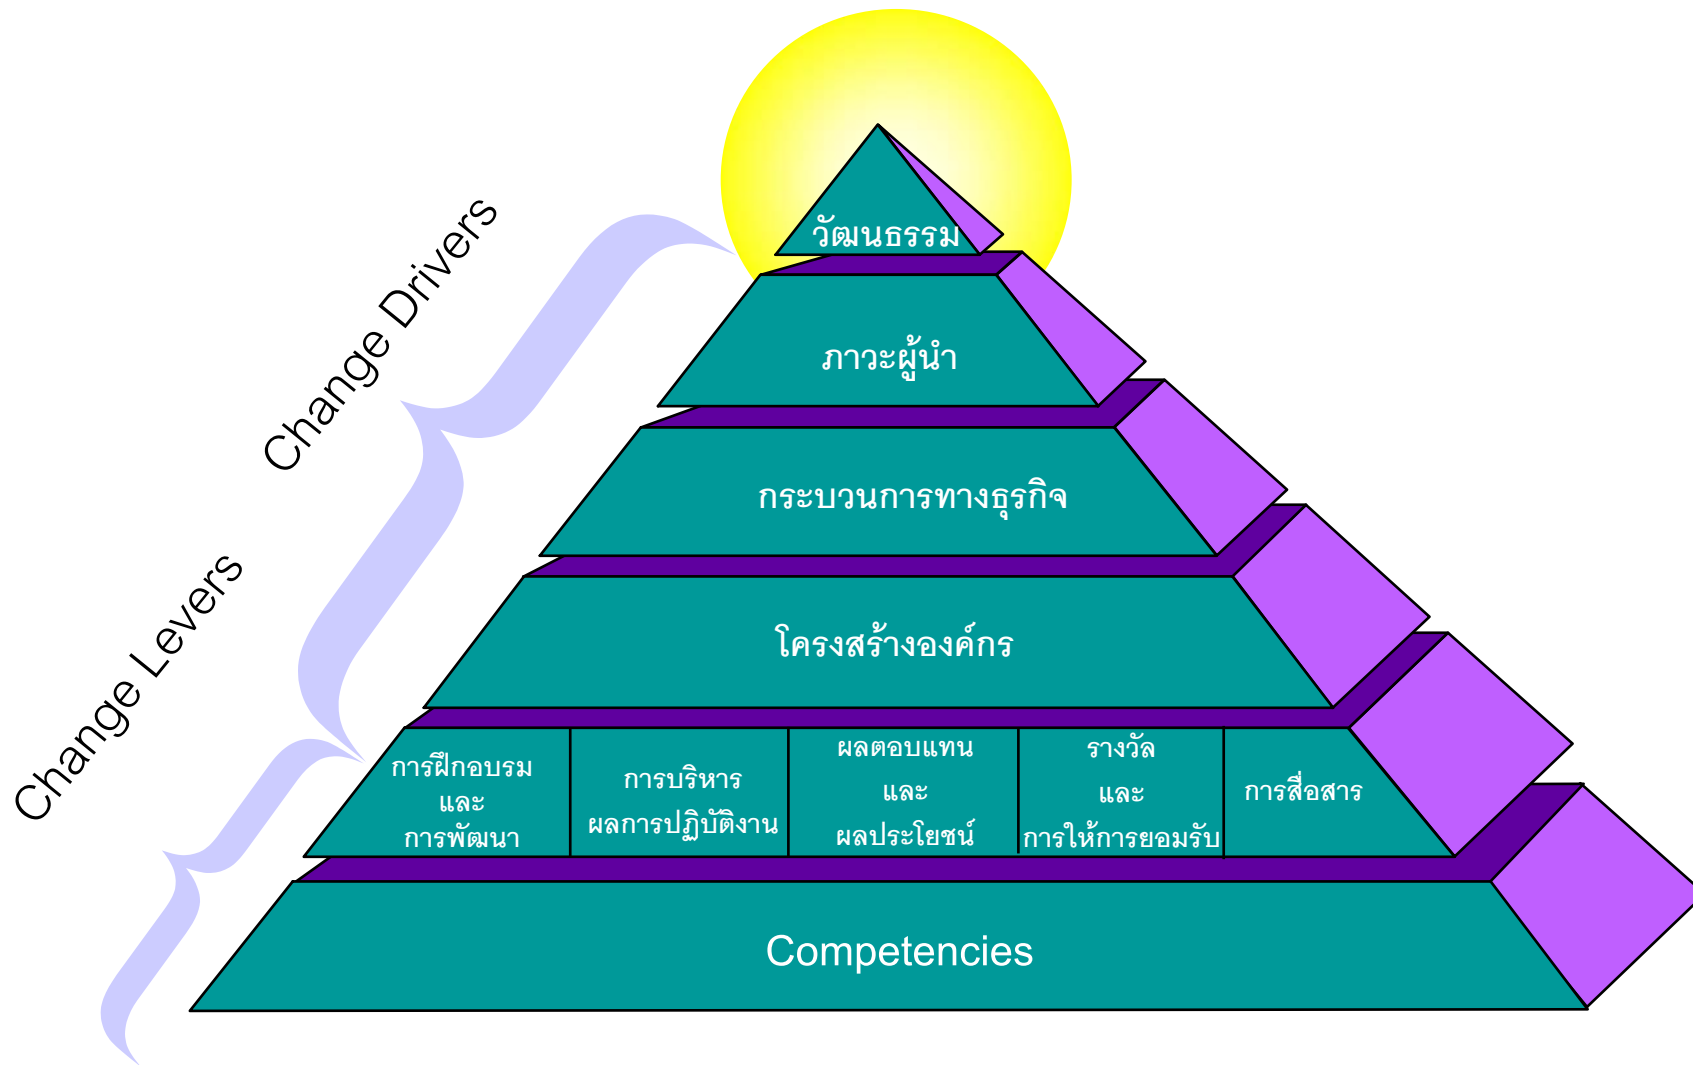 Change Drivers
Change Levers
วัฒนธรรม
ภาวะผู้นำ
กระบวนการทางธุรกิจ
โครงสร้างองค์กร
การฝึกอบรม
และ
การพัฒนา
การบริหาร
ผลการปฏิบัติงาน
ผลตอบแทน
และ
ผลประโยชน์
รางวัล
และ
การให้การยอมรับ
การสื่อสาร
Competencies